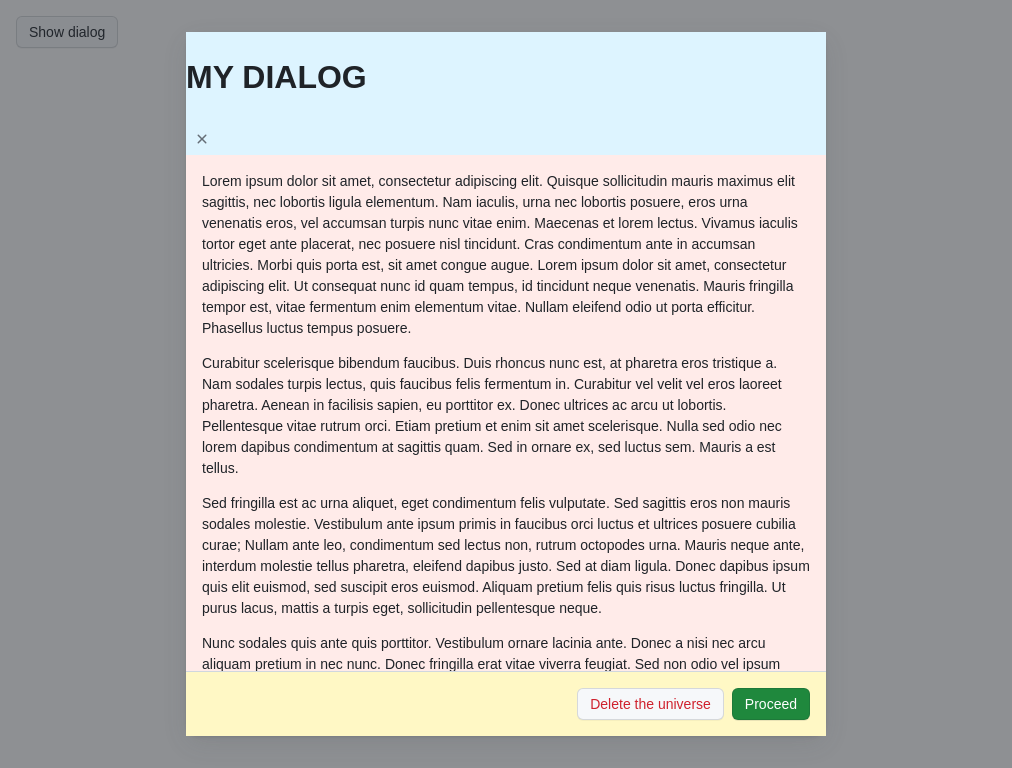 Show dialog
MY DIALOG
×
Lorem ipsum dolor sit amet, consectetur adipiscing elit. Quisque sollicitudin mauris maximus elit
sagittis, nec lobortis ligula elementum. Nam iaculis, urna nec lobortis posuere, eros urna
venenatis eros, vel accumsan turpis nunc vitae enim. Maecenas et lorem lectus. Vivamus iaculis
tortor eget ante placerat, nec posuere nisl tincidunt. Cras condimentum ante in accumsan
ultricies. Morbi quis porta est, sit amet congue augue. Lorem ipsum dolor sit amet, consectetur
adipiscing elit. Ut consequat nunc id quam tempus, id tincidunt neque venenatis. Mauris fringilla
tempor est, vitae fermentum enim elementum vitae. Nullam eleifend odio ut porta efficitur.
Phasellus luctus tempus posuere.
Curabitur scelerisque bibendum faucibus. Duis rhoncus nunc est, at pharetra eros tristique a.
Nam sodales turpis lectus, quis faucibus felis fermentum in. Curabitur vel velit vel eros laoreet
pharetra. Aenean in facilisis sapien, eu porttitor ex. Donec ultrices ac arcu ut lobortis.
Pellentesque vitae rutrum orci. Etiam pretium et enim sit amet scelerisque. Nulla sed odio nec
lorem dapibus condimentum at sagittis quam. Sed in ornare ex, sed luctus sem. Mauris a est
tellus.
Sed fringilla est ac urna aliquet, eget condimentum felis vulputate. Sed sagittis eros non mauris
sodales molestie. Vestibulum ante ipsum primis in faucibus orci luctus et ultrices posuere cubilia
curae; Nullam ante leo, condimentum sed lectus non, rutrum octopodes urna. Mauris neque ante,
interdum molestie tellus pharetra, eleifend dapibus justo. Sed at diam ligula. Donec dapibus ipsum
quis elit euismod, sed suscipit eros euismod. Aliquam pretium felis quis risus luctus fringilla. Ut
purus lacus, mattis a turpis eget, sollicitudin pellentesque neque.
Nunc sodales quis ante quis porttitor. Vestibulum ornare lacinia ante. Donec a nisi nec arcu
aliquam pretium in nec nunc. Donec fringilla erat vitae viverra feugiat. Sed non odio vel ipsum
Delete the universe
Proceed